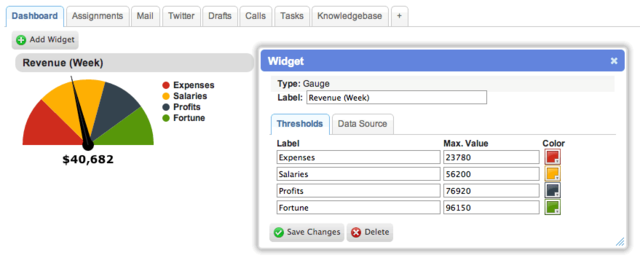 Dashboard Assignments Mail Twitter Drafts Calls Tasks Knowledgebase +
Add Widget
Revenue (Week)
Expenses
Salaries
Profits
Fortune
$40,682
Widget
Type: Gauge
Label: Revenue (Week)
Thresholds Data Source
Label Max. Value Color
Expenses 23780
Salaries 56200
Profits 76920
Fortune 96150
Save Changes Delete